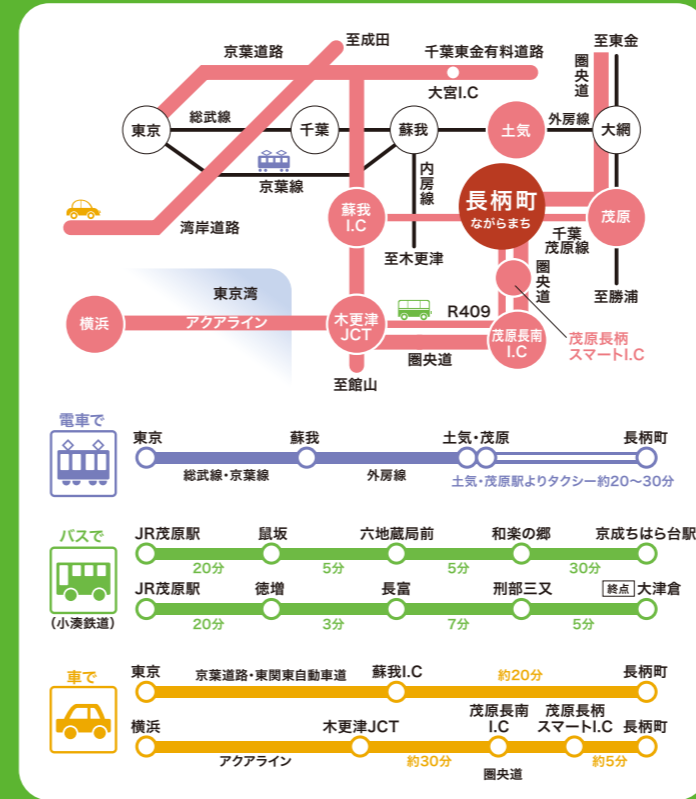 至成田
京葉道路
千葉東金有料道路
至東金
圏央道
大宮I.C
東京
総武線
千葉
蘇我
土気
外房線
大網
京葉線
内房線
長柄町
ながらまち
蘇我
I.C
茂原
湾岸道路
千葉
茂原線
至木更津
圏央道
至勝浦
東京湾
横浜
アクアライン
木更津
JCT
R409
茂原長南
I.C
茂原長柄
スマートI.C
圏央道
至館山
電車で
東京
蘇我
土気・茂原
長柄町
総武線・京葉線
外房線
土気・茂原駅よりタクシー約20〜30分
バスで
(小湊鉄道)
JR茂原駅
鼠坂
六地蔵局前
和楽の郷
京成ちはら台駅
20分
5分
5分
30分
JR茂原駅
徳増
長富
刑部三又
終点 大津倉
20分
3分
7分
5分
車で
東京
京葉道路・東関東自動車道
蘇我I.C
約20分
長柄町
横浜
木更津JCT
茂原長南
I.C
茂原長柄
スマートI.C
長柄町
アクアライン
約30分
圏央道
約5分